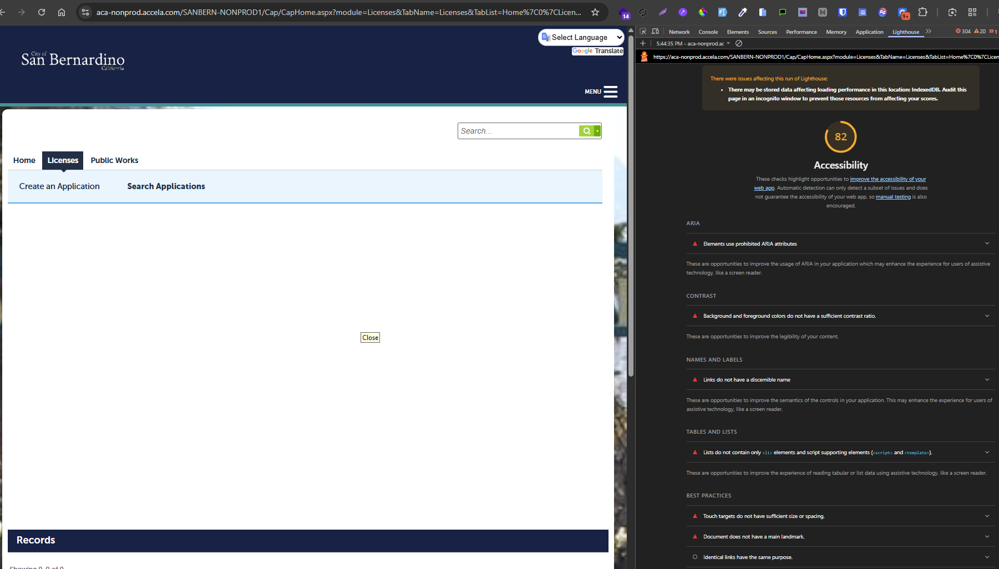 aca-nonprod.accela.com/SANBERN-NONPROD1/Cap/CapHome.aspx?module=Licenses&TabName=Licenses&TabList=Home%7C0%7CLicen...
14
9+
Select Language
Google Translate
City of
San Bernardino
California
MENU
Search...
Home
Licenses
Public Works
Create an Application
Search Applications
Close
Records
Showing 0-0 of 0
Network
Console
Elements
Sources
Performance
Memory
Application
Lighthouse
304
20
1
5:44:35 PM - aca-nonprod.ac
https://aca-nonprod.accela.com/SANBERN-NONPROD1/Cap/CapHome.aspx?module=Licenses&TabName=Licenses&TabList=Home%7C0%7CLicen
There were issues affecting this run of Lighthouse:
• There may be stored data affecting loading performance in this location: IndexedDB. Audit this
page in an incognito window to prevent those resources from affecting your scores.
82
Accessibility
These checks highlight opportunities to improve the accessibility of your
web app. Automatic detection can only detect a subset of issues and does
not guarantee the accessibility of your web app, so manual testing is also
encouraged.
ARIA
Elements use prohibited ARIA attributes
These are opportunities to improve the usage of ARIA in your application which may enhance the experience for users of assistive
technology, like a screen reader.
CONTRAST
Background and foreground colors do not have a sufficient contrast ratio.
These are opportunities to improve the legibility of your content.
NAMES AND LABELS
Links do not have a discernible name
These are opportunities to improve the semantics of the controls in your application. This may enhance the experience for users of
assistive technology, like a screen reader.
TABLES AND LISTS
Lists do not contain only <li> elements and script supporting elements (<script> and <template>).
These are opportunities to improve the experience of reading tabular or list data using assistive technology, like a screen reader.
BEST PRACTICES
Touch targets do not have sufficient size or spacing.
Document does not have a main landmark.
Identical links have the same purpose.